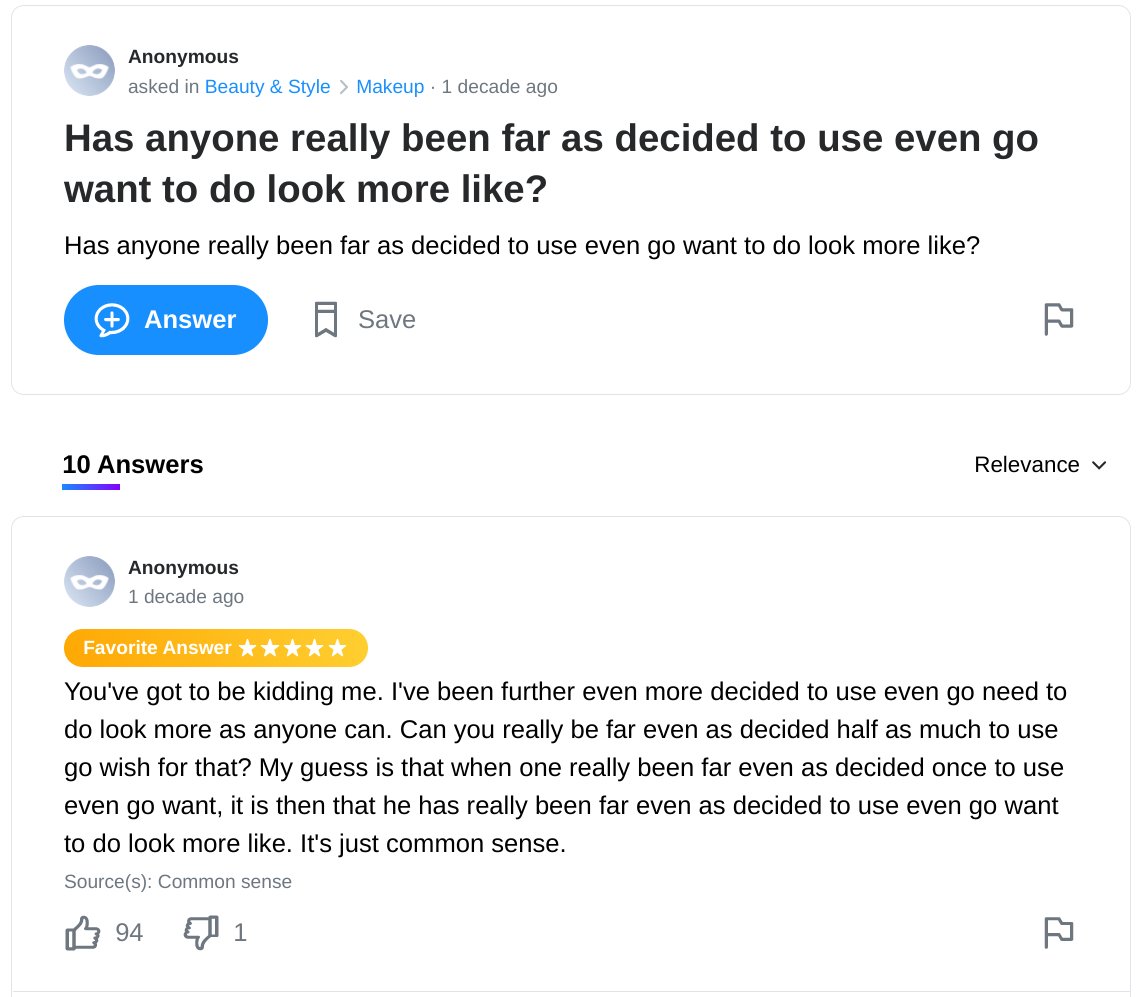 Anonymous
asked in Beauty & Style > Makeup · 1 decade ago
Has anyone really been far as decided to use even go
want to do look more like?
Has anyone really been far as decided to use even go want to do look more like?
Answer Save
10 Answers Relevance
Anonymous
1 decade ago
Favorite Answer ★★★★★
You've got to be kidding me. I've been further even more decided to use even go need to
do look more as anyone can. Can you really be far even as decided half as much to use
go wish for that? My guess is that when one really been far even as decided once to use
even go want, it is then that he has really been far even as decided to use even go want
to do look more like. It's just common sense.
Source(s): Common sense
94 1